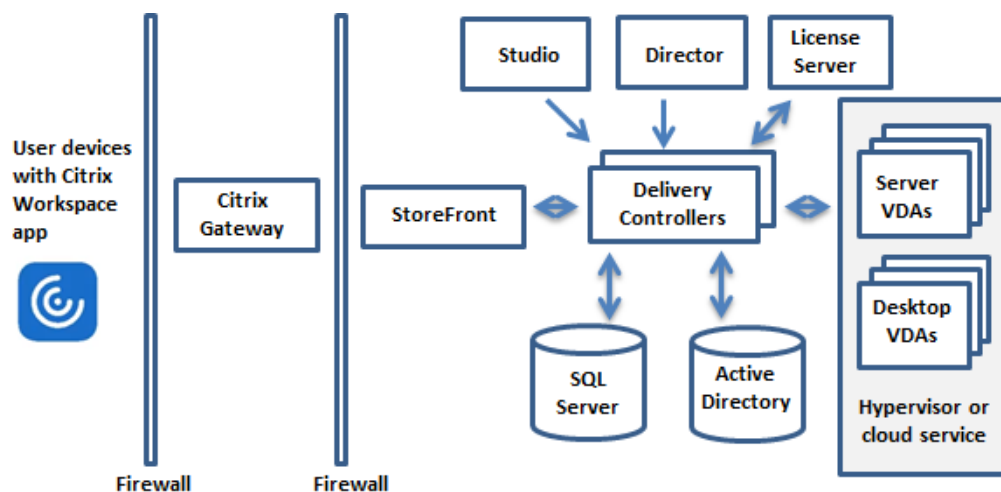 User devices
with Citrix
Workspace
app
Firewall
Citrix
Gateway
Firewall
StoreFront
Studio
Director
License
Server
Delivery
Controllers
SQL
Server
Active
Directory
Server
VDAs
Desktop
VDAs
Hypervisor or
cloud service